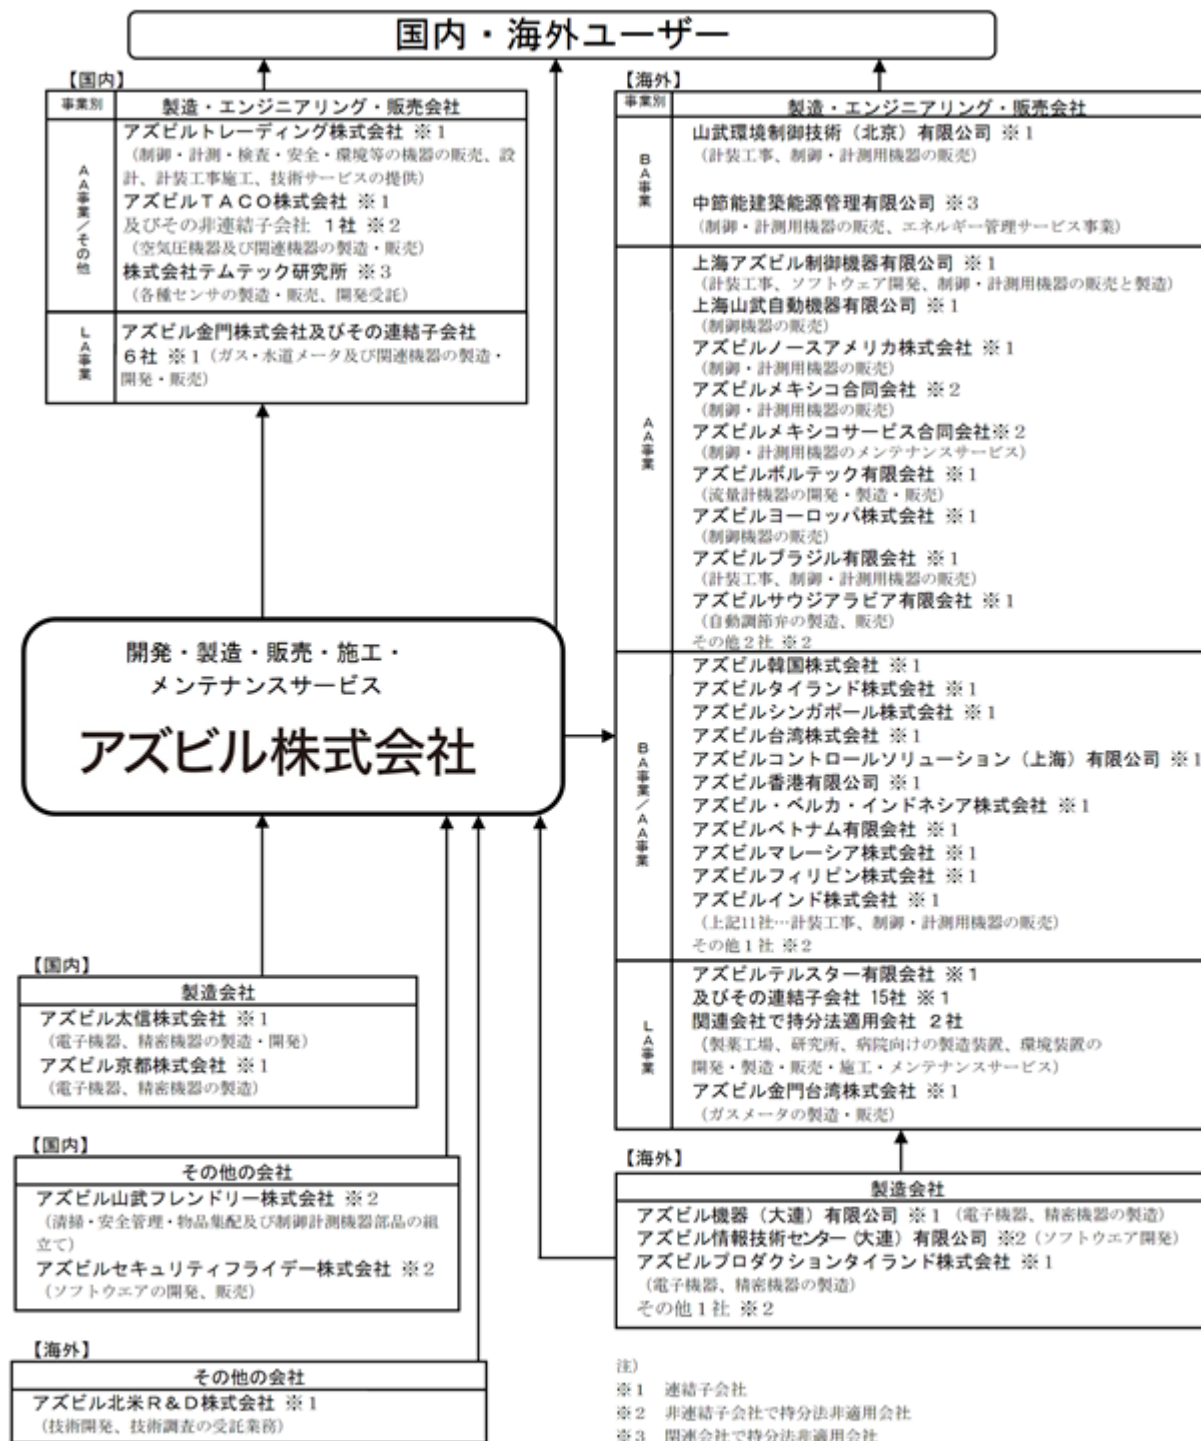 国内・海外ユーザー
【国内】
事業別 製造・エンジニアリング・販売会社
AA事業／その他
アズビルトレーディング株式会社 ※1
（制御・計測・検査・安全・環境等の機器の販売、設
計、計装工事施工、技術サービスの提供）
アズビルTACO株式会社 ※1
及びその非連結子会社 1社 ※2
（空気圧機器及び関連機器の製造・販売）
株式会社テムテック研究所 ※3
（各種センサの製造・販売、開発受託）
LA事業
アズビル金門株式会社及びその連結子会社
6社 ※1（ガス・水道メータ及び関連機器の製造・
開発・販売）
【海外】
事業別 製造・エンジニアリング・販売会社
BA事業
山武環境制御技術（北京）有限公司 ※1
（計装工事、制御・計測用機器の販売）
中節能建築能源管理有限公司 ※3
（制御・計測用機器の販売、エネルギー管理サービス事業）
AA事業
上海アズビル制御機器有限公司 ※1
（計装工事、ソフトウェア開発、制御・計測用機器の販売と製造）
上海山武自動機器有限公司 ※1
（制御機器の販売）
アズビルノースアメリカ株式会社 ※1
（制御・計測用機器の販売）
アズビルメキシコ合同会社 ※2
（制御・計測用機器の販売）
アズビルメキシコサービス合同会社※2
（制御・計測用機器のメンテナンスサービス）
アズビルボルテック有限会社 ※1
（流量計機器の開発・製造・販売）
アズビルヨーロッパ株式会社 ※1
（制御機器の販売）
アズビルブラジル有限会社 ※1
（計装工事、制御・計測用機器の販売）
アズビルサウジアラビア有限会社 ※1
（自動調節弁の製造、販売）
その他2社 ※2
BA事業／AA事業
アズビル韓国株式会社 ※1
アズビルタイランド株式会社 ※1
アズビルシンガポール株式会社 ※1
アズビル台湾株式会社 ※1
アズビルコントロールソリューション（上海）有限公司 ※1
アズビル香港有限公司 ※1
アズビル・ベルカ・インドネシア株式会社 ※1
アズビルベトナム有限会社 ※1
アズビルマレーシア株式会社 ※1
アズビルフィリピン株式会社 ※1
アズビルインド株式会社 ※1
（上記11社…計装工事、制御・計測用機器の販売）
その他1社 ※2
LA事業
アズビルテルスター有限会社 ※1
及びその連結子会社 15社 ※1
関連会社で持分法適用会社 2社
（製薬工場、研究所、病院向けの製造装置、環境装置の
開発・製造・販売・施工・メンテナンスサービス）
アズビル金門台湾株式会社 ※1
（ガスメータの製造・販売）
開発・製造・販売・施工・
メンテナンスサービス
アズビル株式会社
【国内】
製造会社
アズビル太信株式会社 ※1
（電子機器、精密機器の製造・開発）
アズビル京都株式会社 ※1
（電子機器、精密機器の製造）
【国内】
その他の会社
アズビル山武フレンドリー株式会社 ※2
（清掃・安全管理・物品集配及び制御計測機器部品の組
立て）
アズビルセキュリティフライデー株式会社 ※2
（ソフトウエアの開発、販売）
【海外】
その他の会社
アズビル北米R＆D株式会社 ※1
（技術開発、技術調査の受託業務）
【海外】
製造会社
アズビル機器（大連）有限公司 ※1（電子機器、精密機器の製造）
アズビル情報技術センター（大連）有限公司 ※2（ソフトウエア開発）
アズビルプロダクションタイランド株式会社 ※1
（電子機器、精密機器の製造）
その他1社 ※2
注）
※1 連結子会社
※2 非連結子会社で持分法非適用会社
※3 関連会社で持分法非適用会社